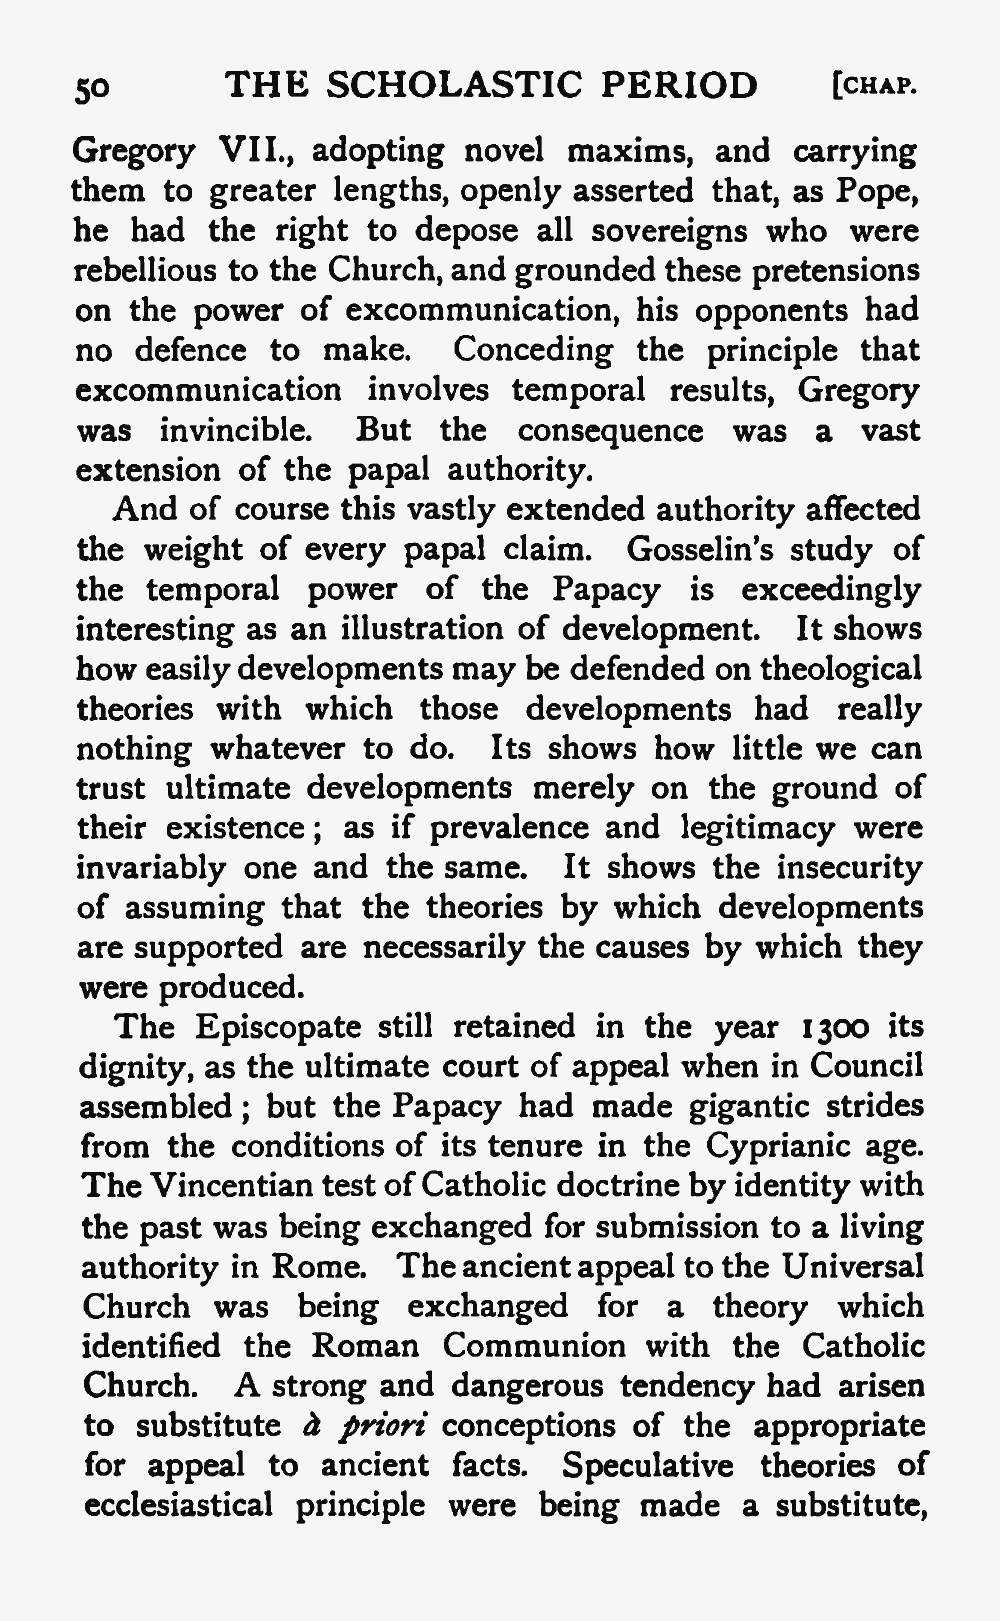 50 THE SCHOLASTIC PERIOD [CHAP.
Gregory VII., adopting novel maxims, and carrying
them to greater lengths, openly asserted that, as Pope,
he had the right to depose all sovereigns who were
rebellious to the Church, and grounded these pretensions
on the power of excommunication, his opponents had
no defence to make. Conceding the principle that
excommunication involves temporal results, Gregory
was invincible. But the consequence was a vast
extension of the papal authority.
And of course this vastly extended authority affected
the weight of every papal claim. Gosselin's study of
the temporal power of the Papacy is exceedingly
interesting as an illustration of development. It shows
how easily developments may be defended on theological
theories with which those developments had really
nothing whatever to do. Its shows how little we can
trust ultimate developments merely on the ground of
their existence; as if prevalence and legitimacy were
invariably one and the same. It shows the insecurity
of assuming that the theories by which developments
are supported are necessarily the causes by which they
were produced.
The Episcopate still retained in the year 1300 its
dignity, as the ultimate court of appeal when in Council
assembled; but the Papacy had made gigantic strides
from the conditions of its tenure in the Cyprianic age.
The Vincentian test of Catholic doctrine by identity with
the past was being exchanged for submission to a living
authority in Rome. The ancient appeal to the Universal
Church was being exchanged for a theory which
identified the Roman Communion with the Catholic
Church. A strong and dangerous tendency had arisen
to substitute à priori conceptions of the appropriate
for appeal to ancient facts. Speculative theories of
ecclesiastical principle were being made a substitute,